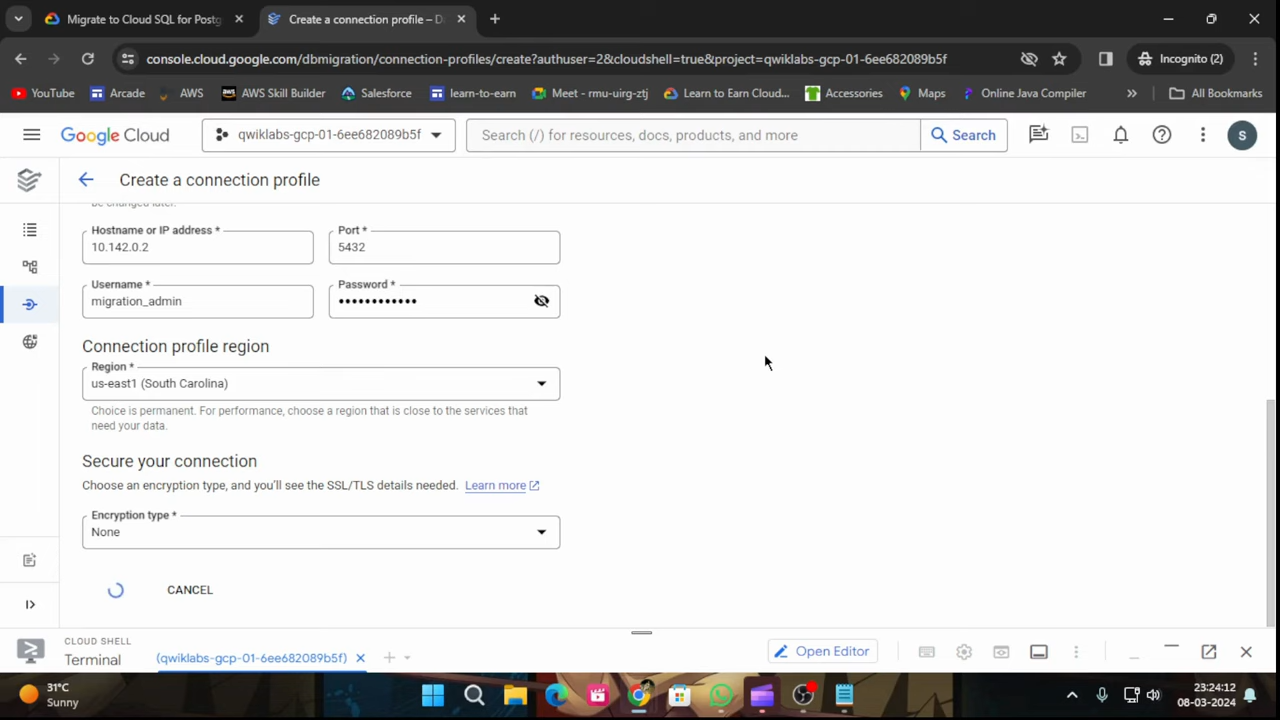 Migrate to Cloud SQL for Postg
Create a connection profile – D
console.cloud.google.com/dbmigration/connection-profiles/create?authuser=2&cloudshell=true&project=qwiklabs-gcp-01-6ee682089b5f
Incognito (2)
YouTube
Arcade
AWS
AWS Skill Builder
Salesforce
learn-to-earn
Meet - rmu-uirg-ztj
Learn to Earn Cloud...
Accessories
Maps
Online Java Compiler
All Bookmarks
Google Cloud
qwiklabs-gcp-01-6ee682089b5f
Search (/) for resources, docs, products, and more
Search
S
Create a connection profile
be changed later.
Hostname or IP address *
10.142.0.2
Port *
5432
Username *
migration_admin
Password *
••••••••••••
Connection profile region
Region *
us-east1 (South Carolina)
Choice is permanent. For performance, choose a region that is close to the services that
need your data.
Secure your connection
Choose an encryption type, and you'll see the SSL/TLS details needed. Learn more
Encryption type *
None
CANCEL
CLOUD SHELL
Terminal
(qwiklabs-gcp-01-6ee682089b5f)
Open Editor
31°C
Sunny
23:24:12
08-03-2024